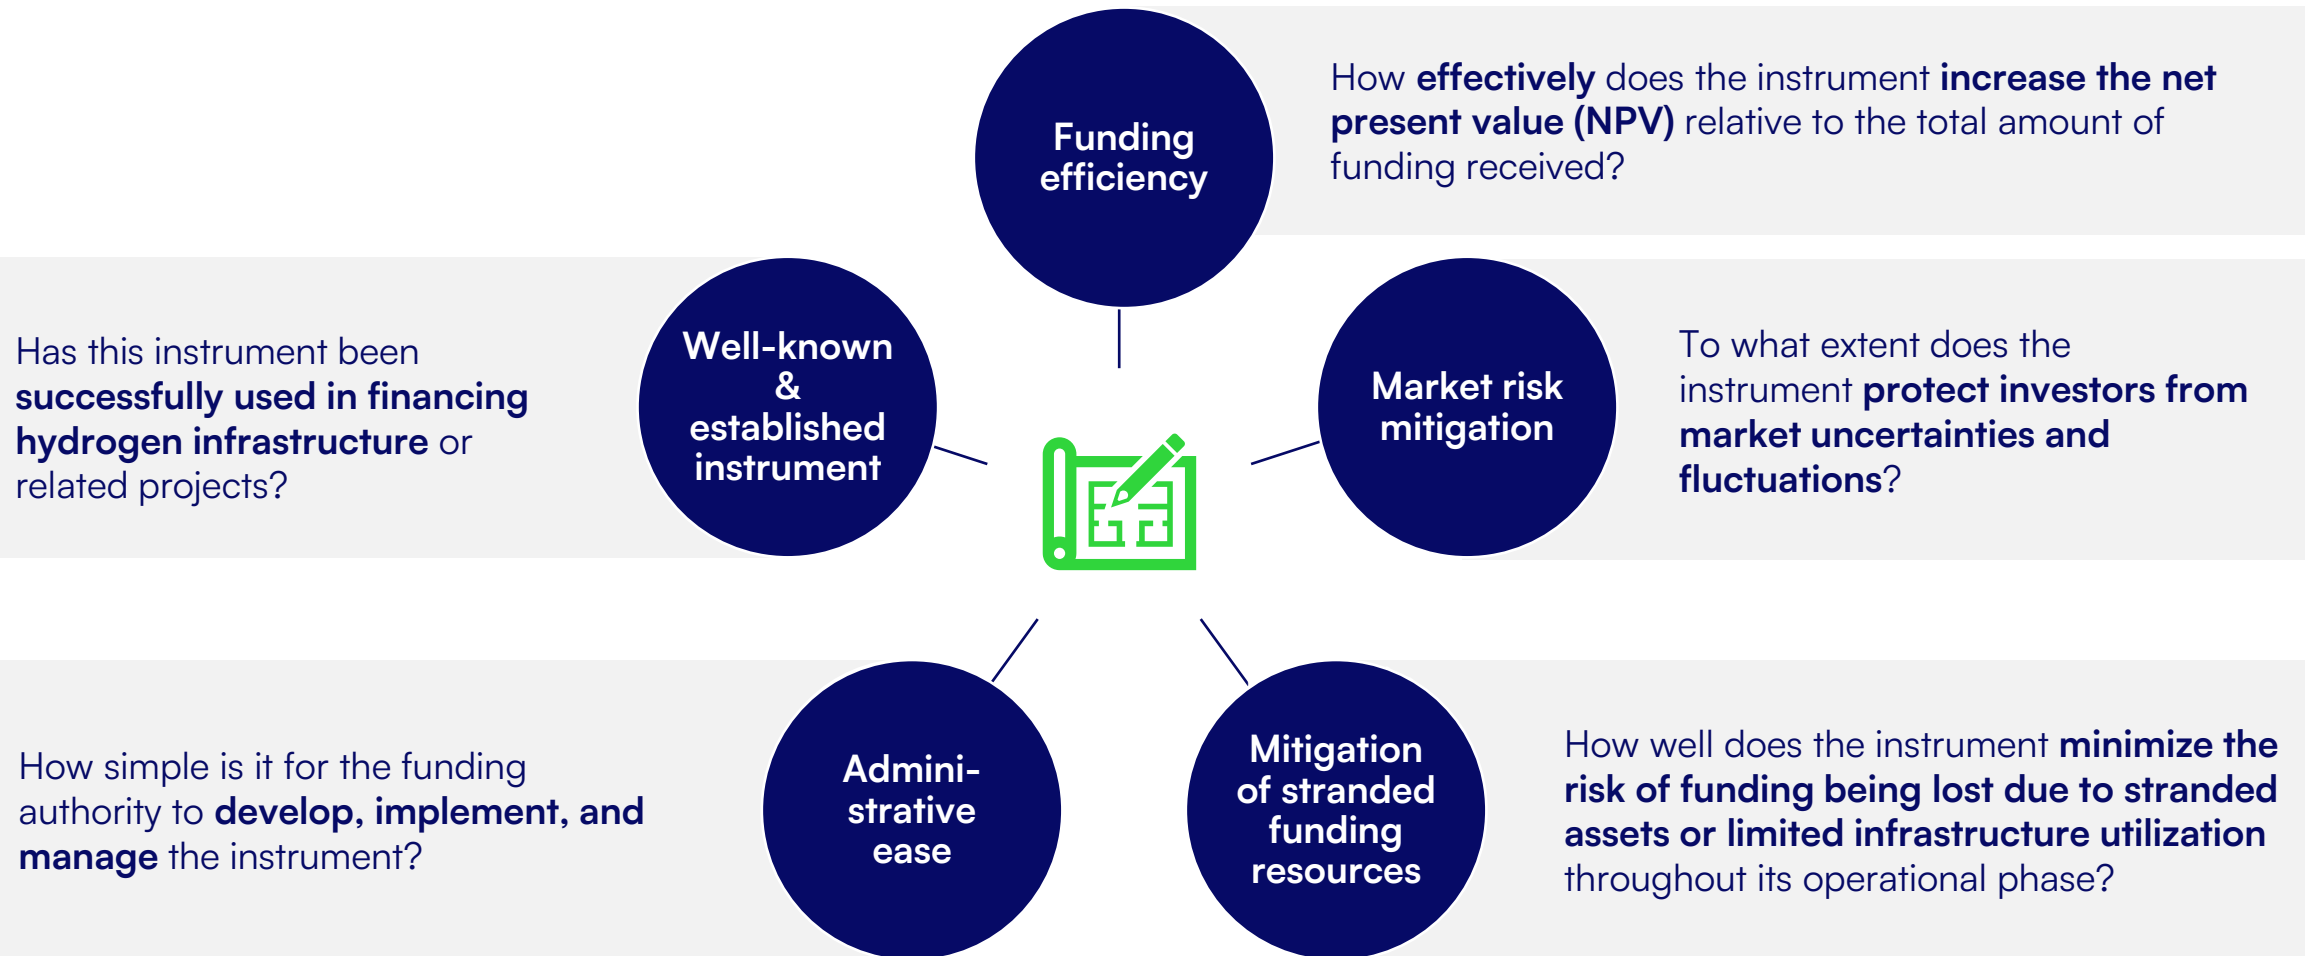 Funding
efficiency
How effectively does the instrument increase the net
present value (NPV) relative to the total amount of
funding received?
Well-known
&
established
instrument
Has this instrument been
successfully used in financing
hydrogen infrastructure or
related projects?
Market risk
mitigation
To what extent does the
instrument protect investors from
market uncertainties and
fluctuations?
Admini-
strative
ease
How simple is it for the funding
authority to develop, implement, and
manage the instrument?
Mitigation
of stranded
funding
resources
How well does the instrument minimize the
risk of funding being lost due to stranded
assets or limited infrastructure utilization
throughout its operational phase?